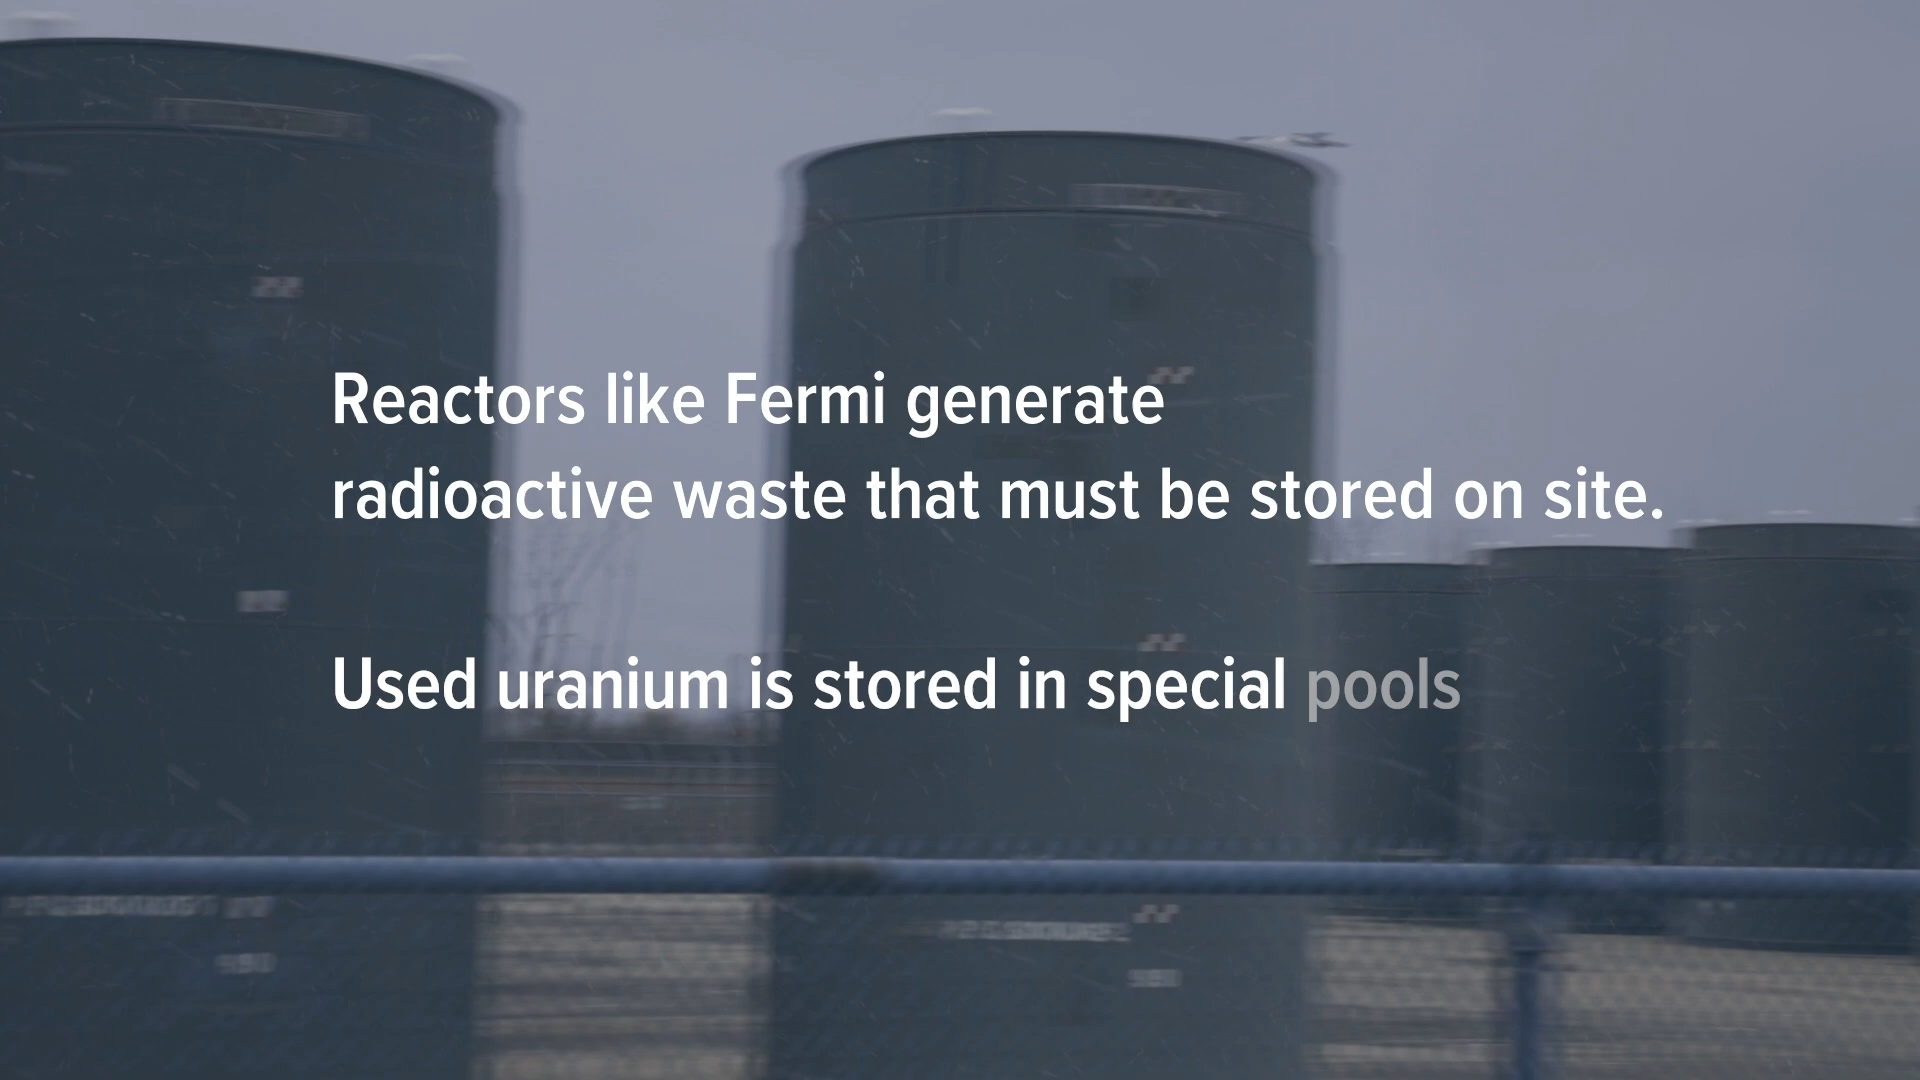 Reactors like Fermi generate
radioactive waste that must be stored on site.
Used uranium is stored in special pools